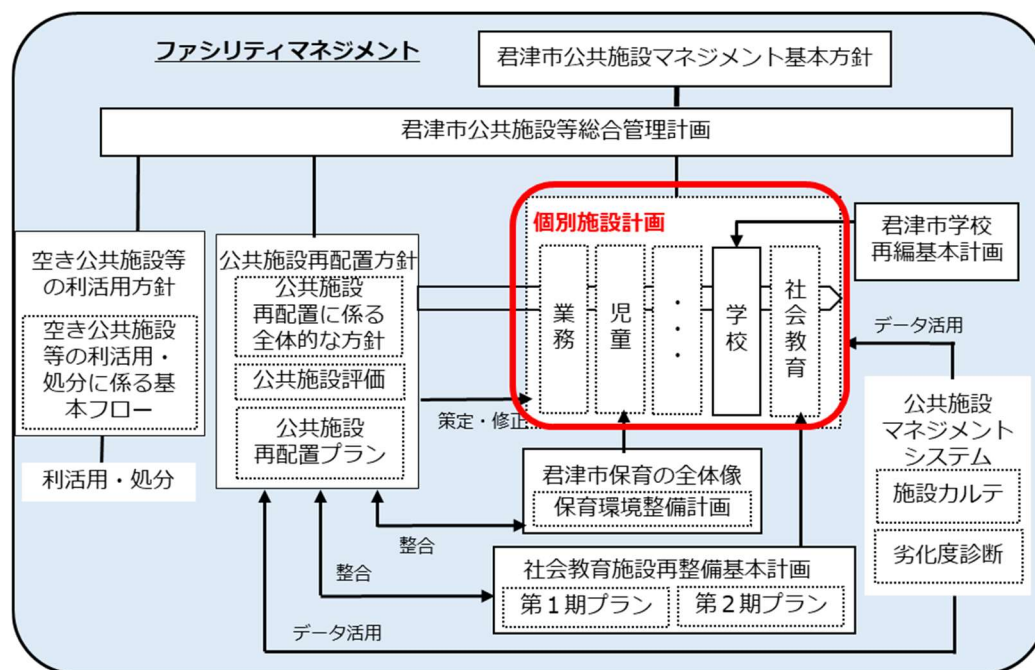 ファシリティマネジメント
君津市公共施設マネジメント基本方針
君津市公共施設等総合管理計画
空き公共施設等
の利活用方針
空き公共施設
等の利活用・
処分に係る基
本フロー
利活用・処分
公共施設再配置方針
公共施設
再配置に係る
全体的な方針
公共施設評価
公共施設
再配置プラン
策定・修正
個別施設計画
業務
児童
・・・
学校
社会教育
君津市学校
再編基本計画
データ活用
公共施設
マネジメント
システム
施設カルテ
劣化度診断
君津市保育の全体像
保育環境整備計画
整合
社会教育施設再整備基本計画
第1期プラン
第2期プラン
整合
データ活用